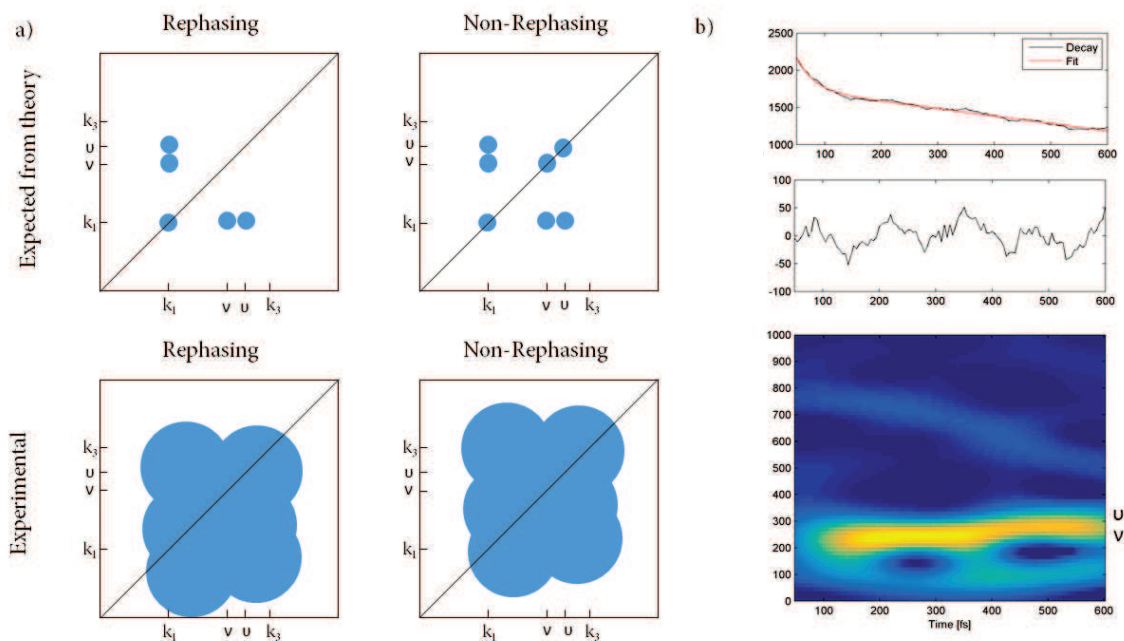 a)
Rephasing
Non-Rephasing
Expected from theory
k3
υ
ν
k1
k1 ν υ k3
k3
υ
ν
k1
k1 ν υ k3
Rephasing
Non-Rephasing
Experimental
k3
υ
ν
k1
k1 ν υ k3
k3
υ
ν
k1
k1 ν υ k3
b)
2500
2000
1500
1000
Decay
Fit
100 200 300 400 500 600
100
50
0
-50
-100
100 200 300 400 500 600
1000
900
800
700
600
500
400
300
200
100
0
υ
ν
100 200 300 400 500 600
Time [fs]